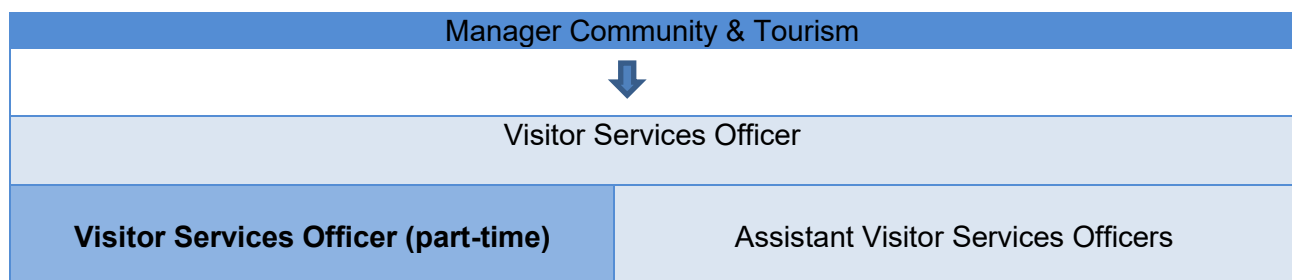 Manager Community & Tourism
Visitor Services Officer
Visitor Services Officer (part-time)
Assistant Visitor Services Officers